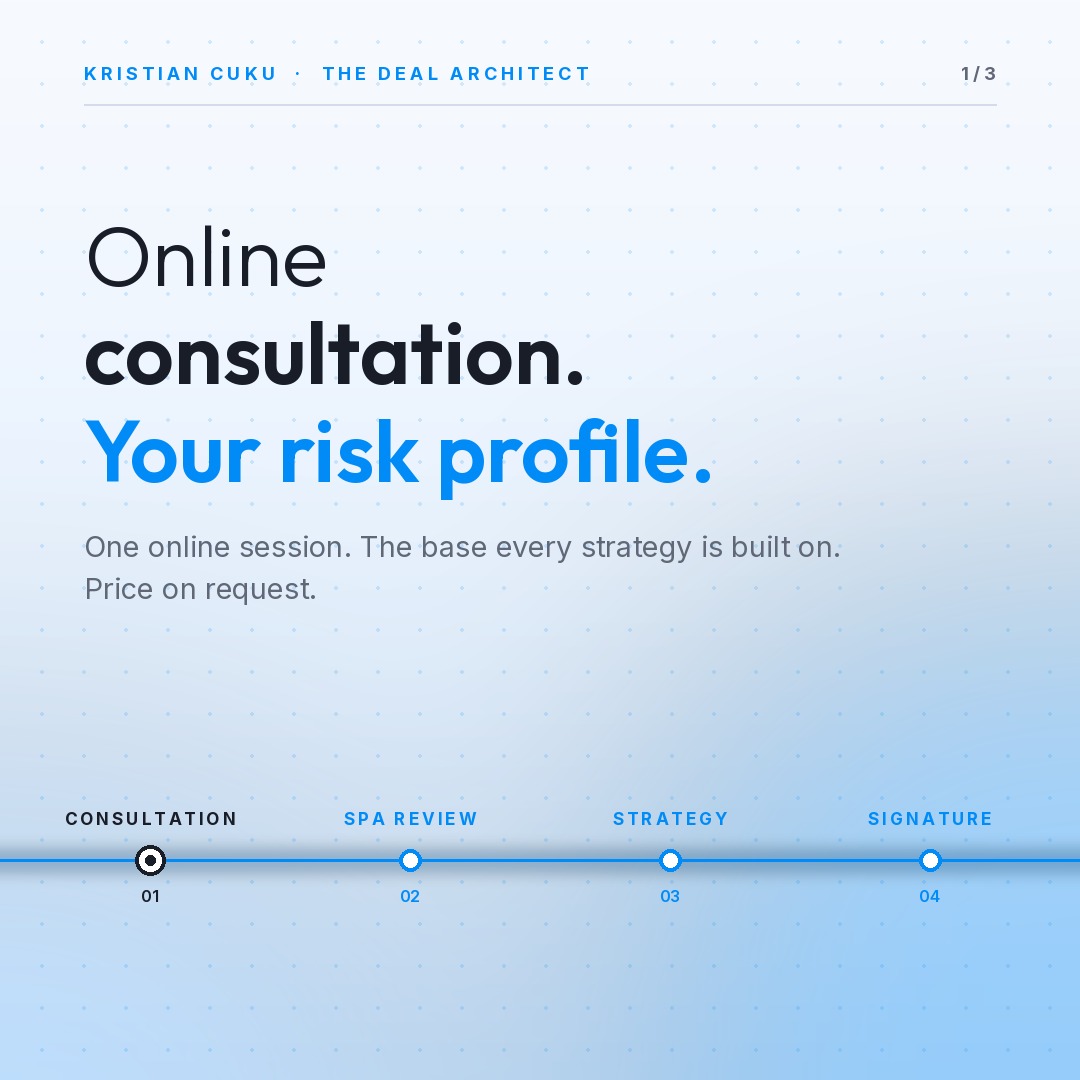 KRISTIAN CUKU · THE DEAL ARCHITECT 1/3
Online
consultation.
Your risk profile.
One online session. The base every strategy is built on.
Price on request.
CONSULTATION SPA REVIEW STRATEGY SIGNATURE
01 02 03 04